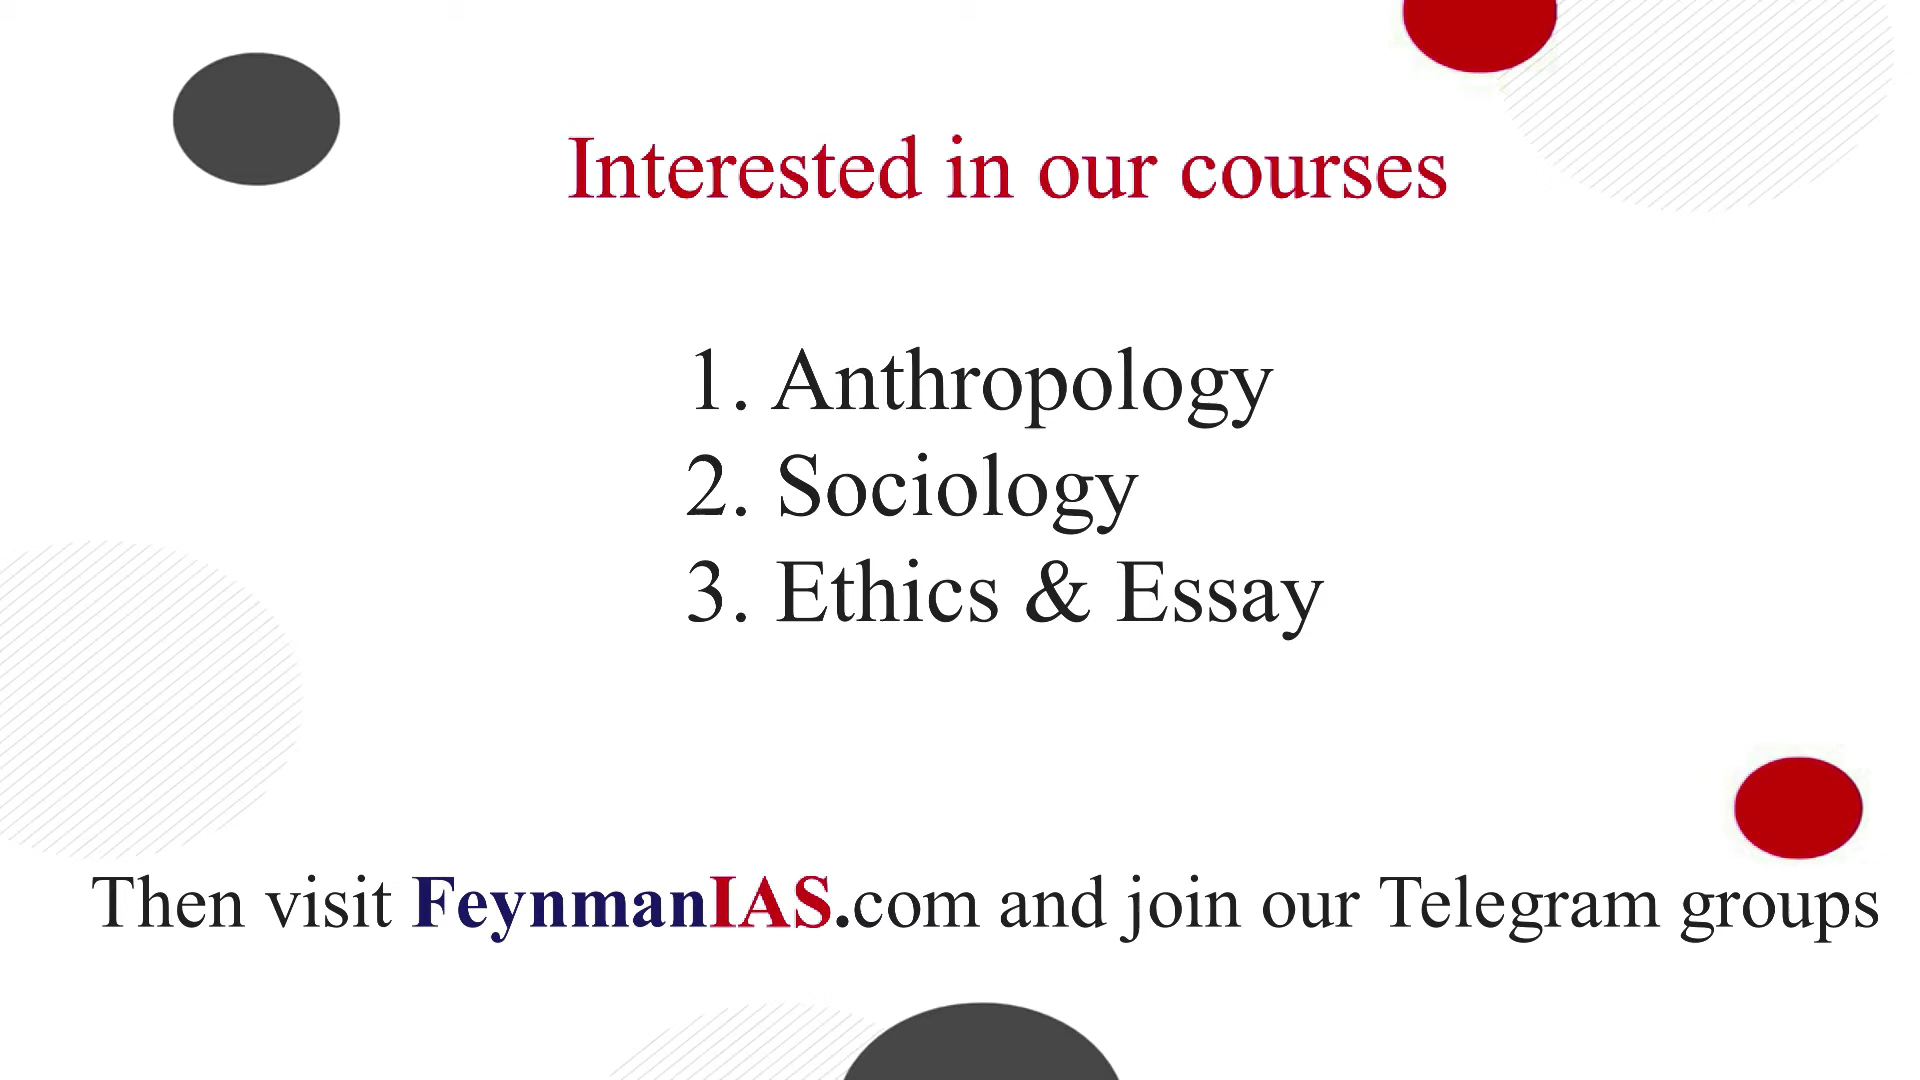 Interested in our courses
1. Anthropology
2. Sociology
3. Ethics & Essay
Then visit FeynmanIAS.com and join our Telegram groups